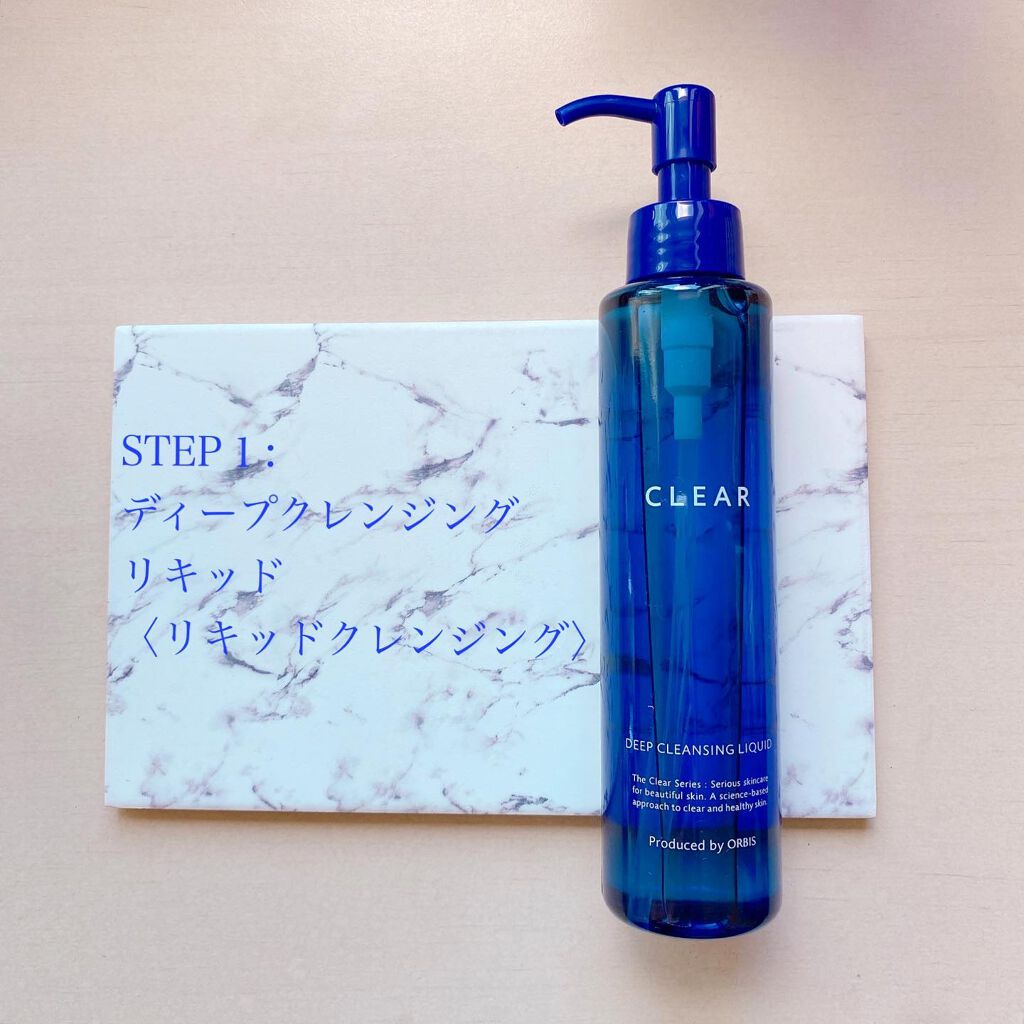 STEP 1 :
ディープクレンジング
リキッド
〈リキッドクレンジング〉
CLEAR
DEEP CLEANSING LIQUID
The Clear Series : Serious skincare
for beautiful skin. A science-based
approach to clear and healthy skin.
Produced by ORBIS